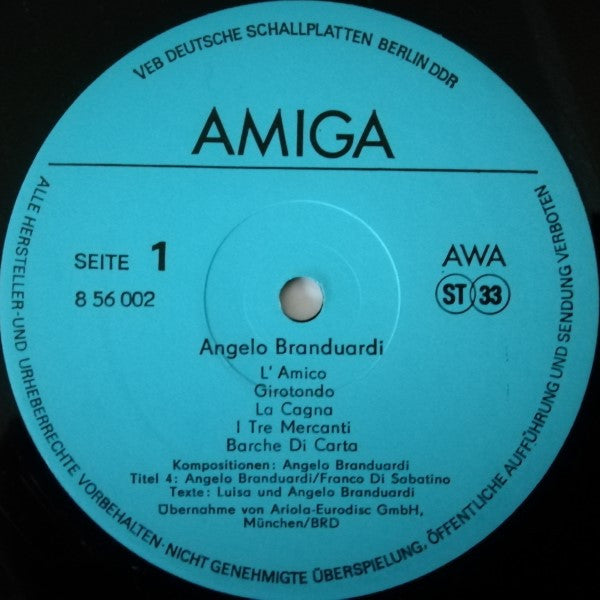 VEB DEUTSCHE SCHALLPLATTEN BERLIN DDR
AMIGA
SEITE 1
8 56 002
AWA
ST 33
Angelo Branduardi
L' Amico
Girotondo
La Cagna
I Tre Mercanti
Barche Di Carta
Kompositionen: Angelo Branduardi
Titel 4: Angelo Branduardi/Franco Di Sabatino
Texte: Luisa und Angelo Branduardi
Übernahme von Ariola-Eurodisc GmbH,
München/BRD
ALLE HERSTELLER-UND URHEBERRECHTE VORBEHALTEN·NICHT GENEHMIGTE ÜBERSPIELUNG, ÖFFENTLICHE AUFFÜHRUNG UND SENDUNG VERBOTEN